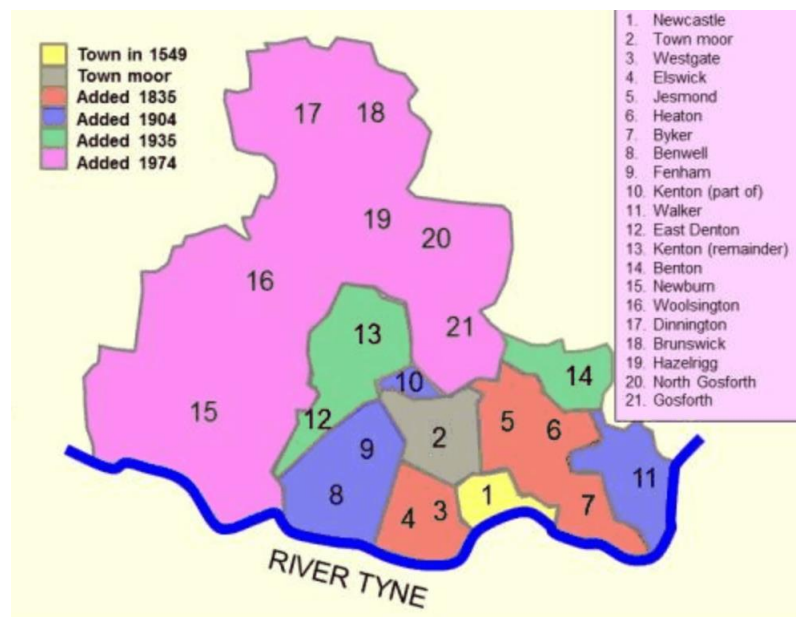 Town in 1549
Town moor
Added 1835
Added 1904
Added 1935
Added 1974
1. Newcastle
2. Town moor
3. Westgate
4. Elswick
5. Jesmond
6. Heaton
7. Byker
8. Benwell
9. Fenham
10. Kenton (part of)
11. Walker
12. East Denton
13. Kenton (remainder)
14. Benton
15. Newburn
16. Woolsington
17. Dinnington
18. Brunswick
19. Hazelrigg
20. North Gosforth
21. Gosforth
17 18
19
20
16
13
21
10
14
15
12
5
6
9
2
11
8
1
4
3
7
RIVER TYNE